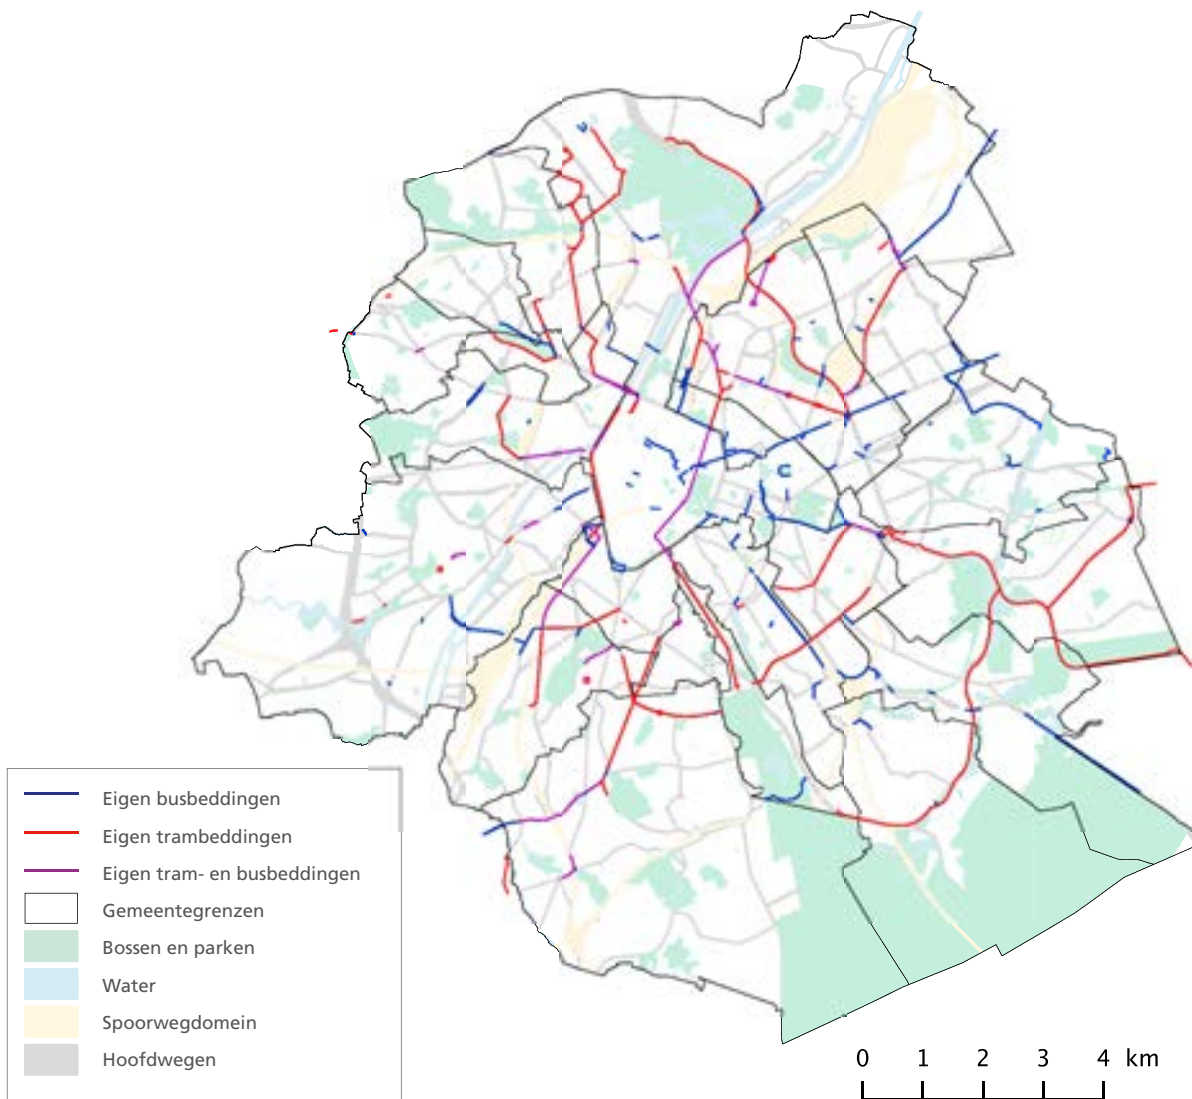 Eigen busbeddingen
Eigen trambeddingen
Eigen tram- en busbeddingen
Gemeentegrenzen
Bossen en parken
Water
Spoorwegdomein
Hoofdwegen
0 1 2 3 4 km